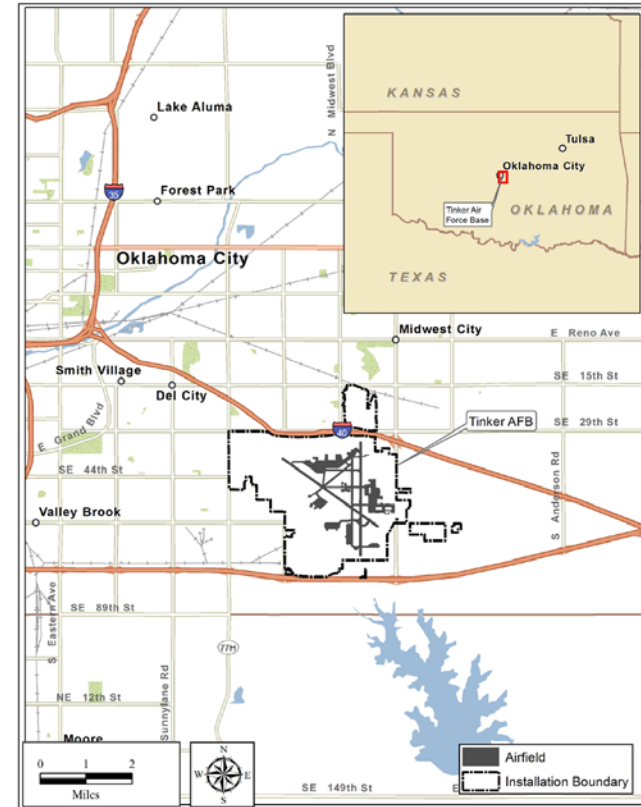 N Midwest Blvd
Lake Aluma
35
Forest Park
Oklahoma City
KANSAS
Tulsa
Oklahoma City
Tinker Air
Force Base
OKLAHOMA
TEXAS
Midwest City
E Reno Ave
Smith Village
SE 15th St
Del City
E Grand Blvd
40
Tinker AFB
SE 29th St
SE 44th St
S Anderson Rd
Valley Brook
S Eastern Ave
SE 89th St
77H
Sunnylane Rd
NE 12th St
Moore
0 1 2
Miles
N
W E
S
Airfield
Installation Boundary
SE 149th St E